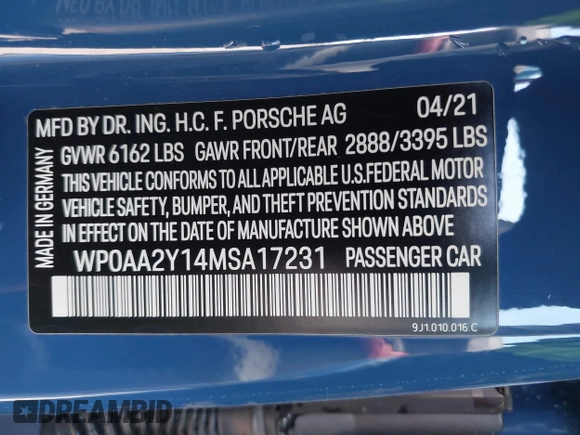 MFD BY DR. ING. H.C. F. PORSCHE AG 04/21
GVWR 6162 LBS GAWR FRONT/REAR 2888/3395 LBS
THIS VEHICLE CONFORMS TO ALL APPLICABLE U.S.FEDERAL MOTOR
VEHICLE SAFETY, BUMPER, AND THEFT PREVENTION STANDARDS
IN EFFECT ON THE DATE OF MANUFACTURE SHOWN ABOVE
WP0AA2Y14MSA17231 PASSENGER CAR
MADE IN GERMANY
9J1.010.016.C
DREAMBID